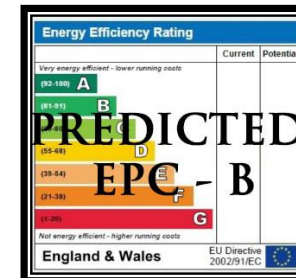 Energy Efficiency Rating
Current Potentia
Very energy efficient - lower running costs
(92-100) A
(81-91) B
C
PREDICTED
(55-68) D
(39-54) E
EPC - B
(21-38) F
(1-20) G
Not energy efficient - higher running costs
England & Wales
EU Directive
2002/91/EC